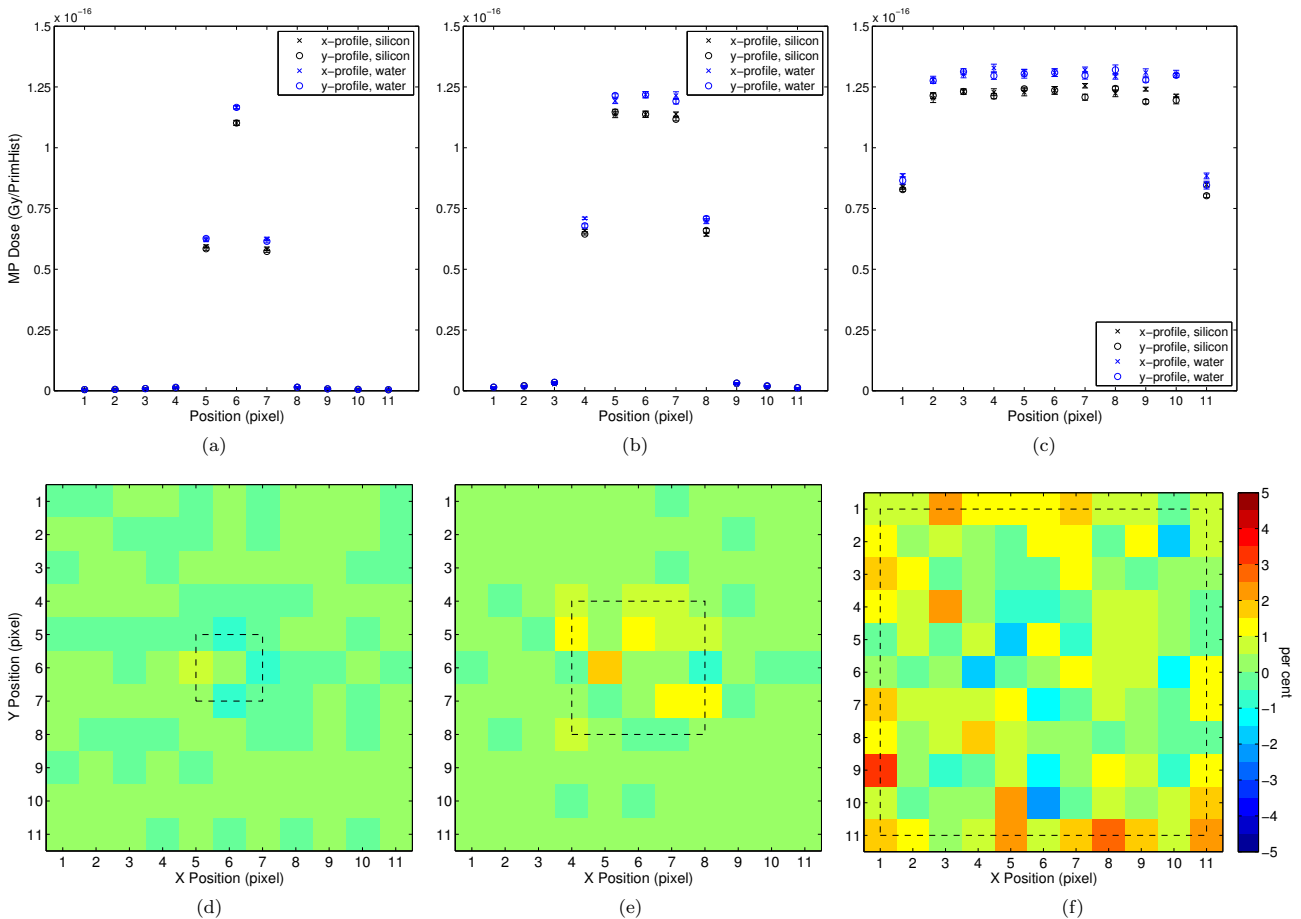 x 10−16
1.5
1.25
1
0.75
0.5
0.25
0
MP Dose (Gy/PrimHist)
x−profile, silicon
y−profile, silicon
x−profile, water
y−profile, water
1 2 3 4 5 6 7 8 9 10 11
Position (pixel)
(a)
x 10−16
1.5
1.25
1
0.75
0.5
0.25
0
x−profile, silicon
y−profile, silicon
x−profile, water
y−profile, water
1 2 3 4 5 6 7 8 9 10 11
Position (pixel)
(b)
x 10−16
1.5
1.25
1
0.75
0.5
0.25
0
x−profile, silicon
y−profile, silicon
x−profile, water
y−profile, water
1 2 3 4 5 6 7 8 9 10 11
Position (pixel)
(c)
1
2
3
4
5
6
7
8
9
10
11
Y Position (pixel)
1 2 3 4 5 6 7 8 9 10 11
X Position (pixel)
(d)
1
2
3
4
5
6
7
8
9
10
11
1 2 3 4 5 6 7 8 9 10 11
X Position (pixel)
(e)
1
2
3
4
5
6
7
8
9
10
11
1 2 3 4 5 6 7 8 9 10 11
X Position (pixel)
(f)
5
4
3
2
1
0
−1
−2
−3
−4
−5
per cent